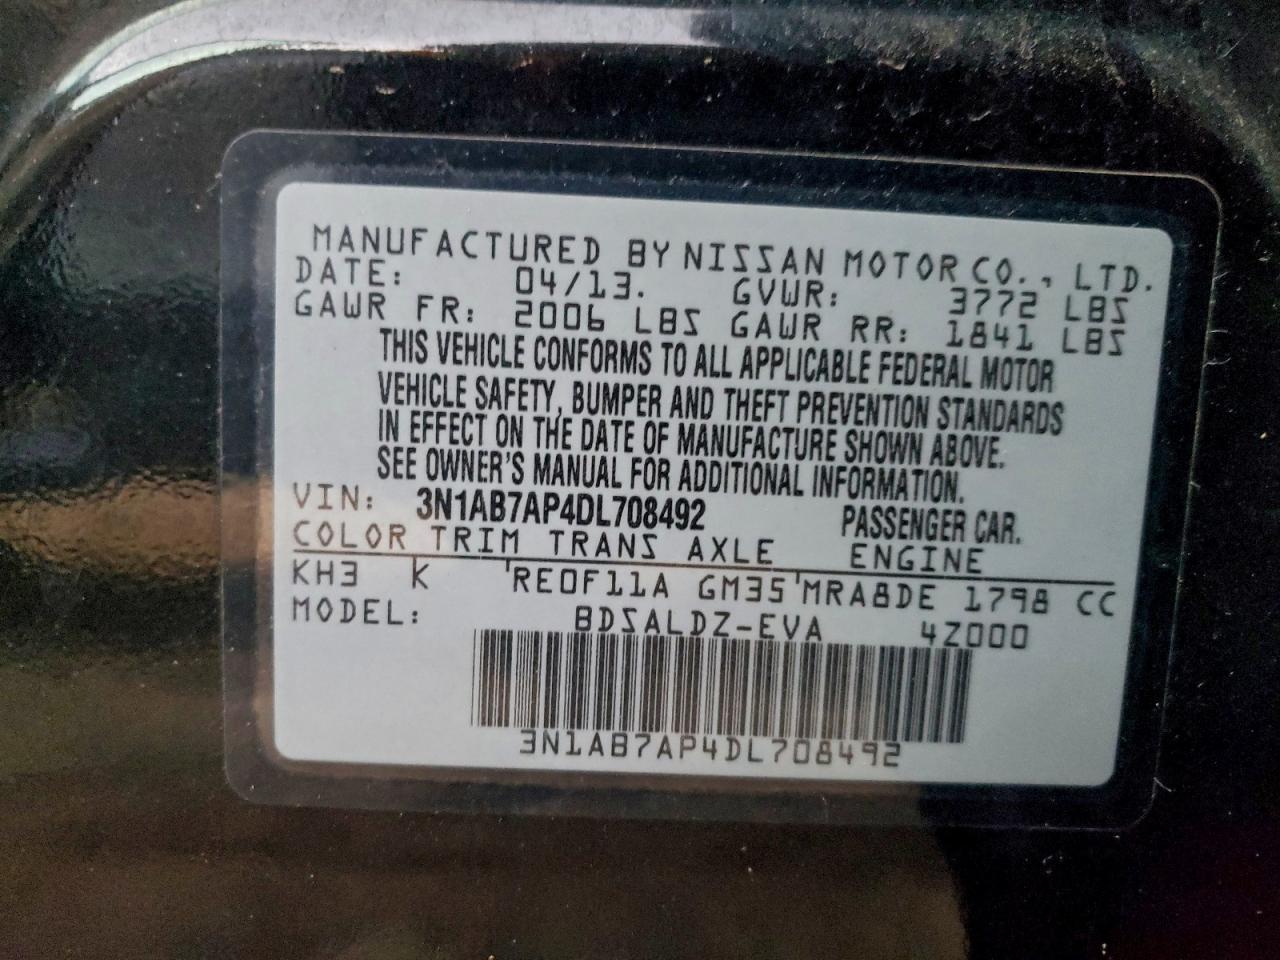 MANUFACTURED BY NISSAN MOTOR CO., LTD.
DATE: 04/13. GVWR: 3772 LBS
GAWR FR: 2006 LBS GAWR RR: 1841 LBS
THIS VEHICLE CONFORMS TO ALL APPLICABLE FEDERAL MOTOR
VEHICLE SAFETY, BUMPER AND THEFT PREVENTION STANDARDS
IN EFFECT ON THE DATE OF MANUFACTURE SHOWN ABOVE.
SEE OWNER'S MANUAL FOR ADDITIONAL INFORMATION.
VIN: 3N1AB7AP4DL708492 PASSENGER CAR.
COLOR TRIM TRANS AXLE ENGINE
KH3 K 'RE0F11A GM35'MRA8DE 1798 CC
MODEL: BDSALDZ-EVA 4Z000
3N1AB7AP4DL708492